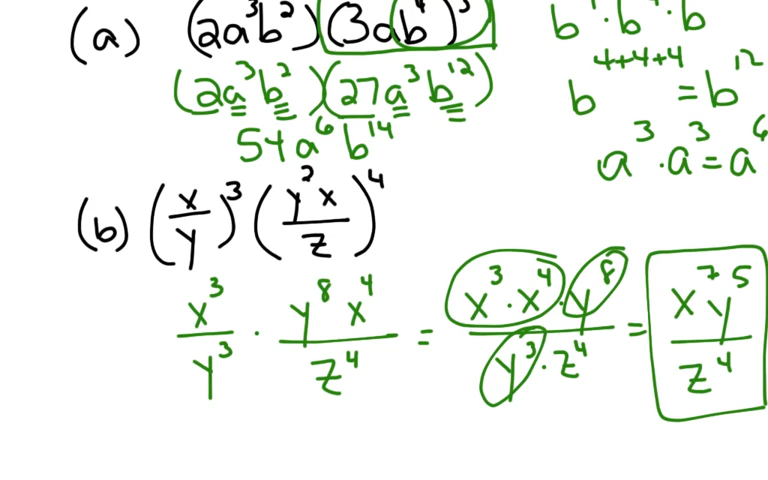 (a) (2a³b²)(3ab⁴)³
b⁴·b⁴·b
(2a³b²)(27a³b¹²)
b⁴⁺⁴⁺⁴ = b¹²
54a⁶b¹⁴
a³·a³=a⁶
(b) (x/y)³ (y²x/z)⁴
x³/y³ · y⁸x⁴/z⁴ = x³·x⁴·y⁸/y³·z⁴ = x⁷y⁵/z⁴